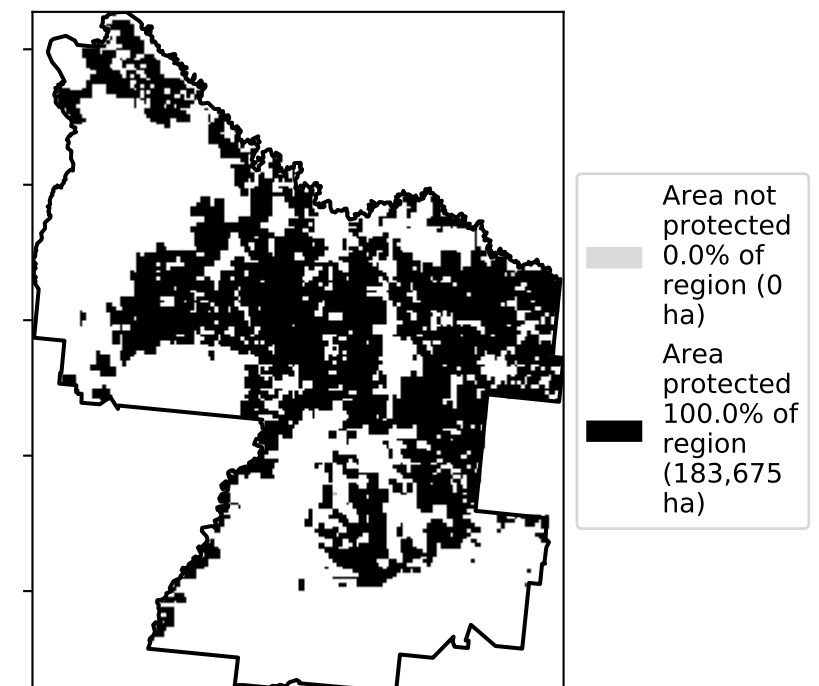 Area not
protected
0.0% of
region (0
ha)
Area
protected
100.0% of
region
(183,675
ha)